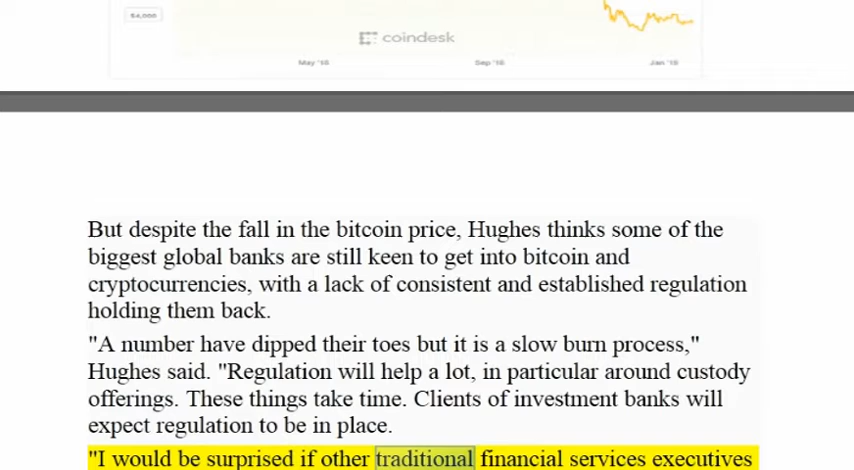 $4,000
coindesk
May '18 Sep '18 Jan '19
But despite the fall in the bitcoin price, Hughes thinks some of the
biggest global banks are still keen to get into bitcoin and
cryptocurrencies, with a lack of consistent and established regulation
holding them back.
"A number have dipped their toes but it is a slow burn process,"
Hughes said. "Regulation will help a lot, in particular around custody
offerings. These things take time. Clients of investment banks will
expect regulation to be in place.
"I would be surprised if other traditional financial services executives